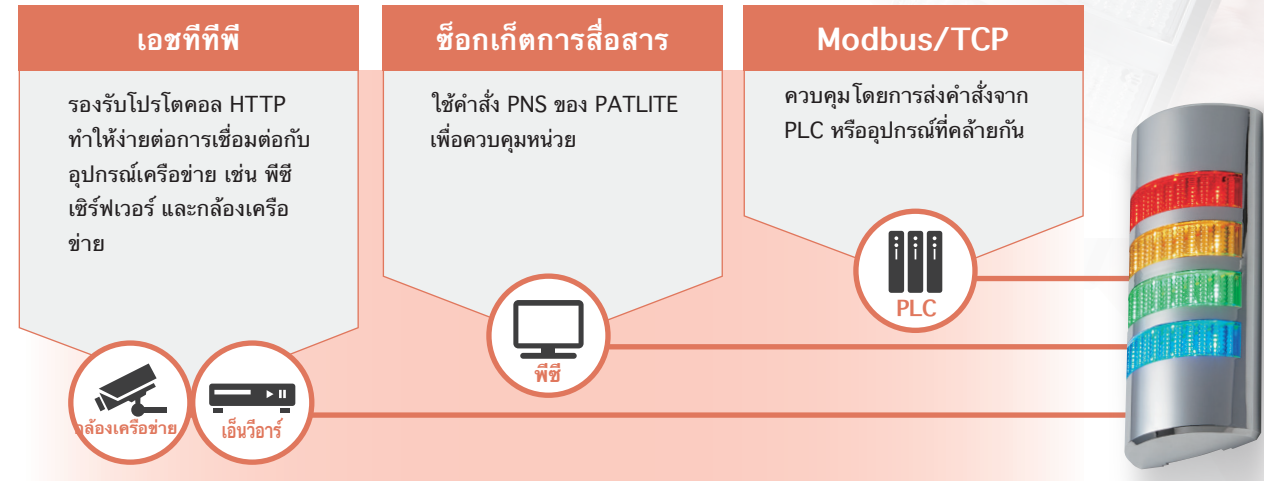 เอชทีทีพี
รองรับโปรโตคอล HTTP
ทำให้ง่ายต่อการเชื่อมต่อกับ
อุปกรณ์เครือข่าย เช่น พีซี
เซิร์ฟเวอร์ และกล้องเครือ
ข่าย
กล้องเครือข่าย
เอ็นวีอาร์
ซ็อกเก็ตการสื่อสาร
ใช้คำสั่ง PNS ของ PATLITE
เพื่อควบคุมหน่วย
พีซี
Modbus/TCP
ควบคุมโดยการส่งคำสั่งจาก
PLC หรืออุปกรณ์ที่คล้ายกัน
PLC